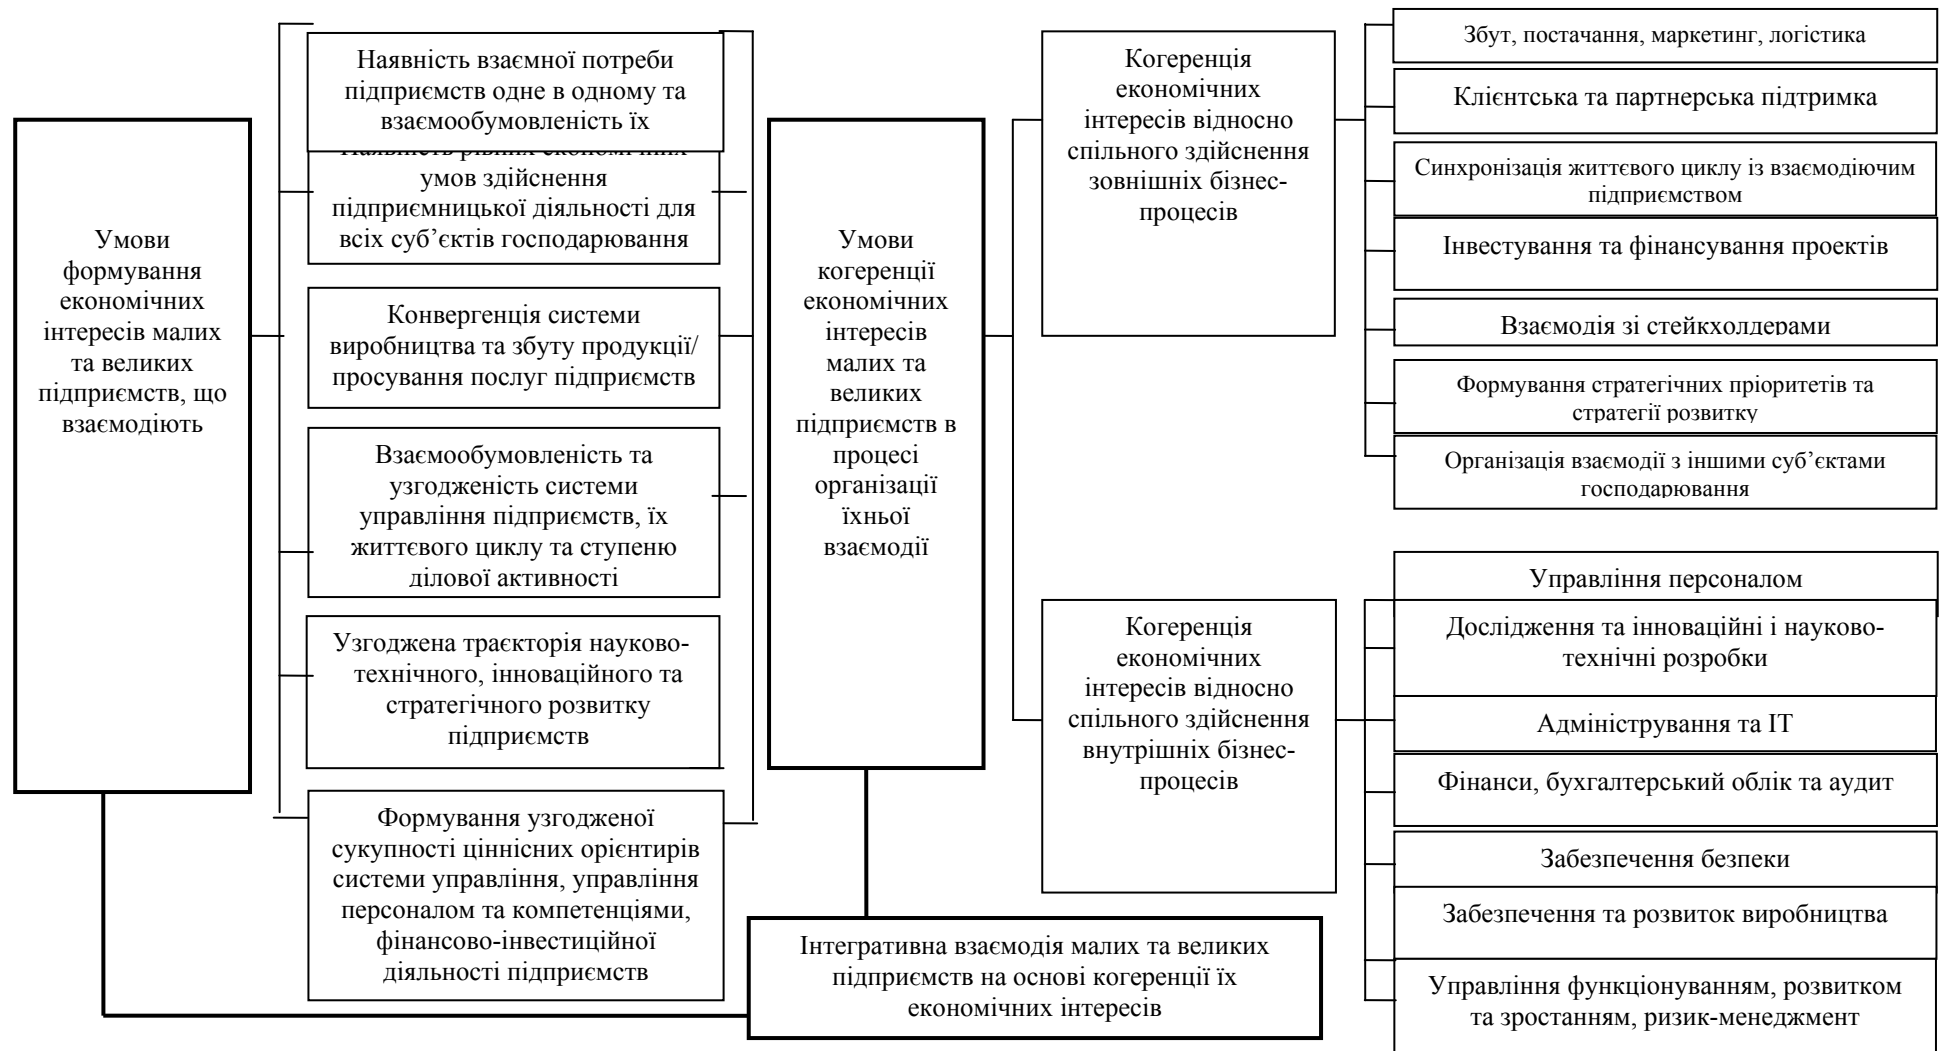 Умови
формування
економічних
інтересів малих
та великих
підприємств, що
взаємодіють
Наявність взаємної потреби
підприємств одне в одному та
взаємообумовленість їх
Наявність рівних економічних
умов здійснення
підприємницької діяльності для
всіх суб’єктів господарювання
Конвергенція системи
виробництва та збуту продукції/
просування послуг підприємств
Взаємообумовленість та
узгодженість системи
управління підприємств, їх
життєвого циклу та ступеню
ділової активності
Узгоджена траєкторія науково-
технічного, інноваційного та
стратегічного розвитку
підприємств
Формування узгодженої
сукупності ціннісних орієнтирів
системи управління, управління
персоналом та компетенціями,
фінансово-інвестиційної
діяльності підприємств
Умови
когеренції
економічних
інтересів
малих та
великих
підприємств в
процесі
організації
їхньої
взаємодії
Інтегративна взаємодія малих та великих
підприємств на основі когеренції їх
економічних інтересів
Когеренція
економічних
інтересів відносно
спільного здійснення
зовнішніх бізнес-
процесів
Збут, постачання, маркетинг, логістика
Клієнтська та партнерська підтримка
Синхронізація життєвого циклу із взаємодіючим
підприємством
Інвестування та фінансування проектів
Взаємодія зі стейкхолдерами
Формування стратегічних пріоритетів та
стратегії розвитку
Організація взаємодії з іншими суб’єктами
господарювання
Когеренція
економічних
інтересів відносно
спільного здійснення
внутрішніх бізнес-
процесів
Управління персоналом
Дослідження та інноваційні і науково-
технічні розробки
Адміністрування та ІТ
Фінанси, бухгалтерський облік та аудит
Забезпечення безпеки
Забезпечення та розвиток виробництва
Управління функціонуванням, розвитком
та зростанням, ризик-менеджмент